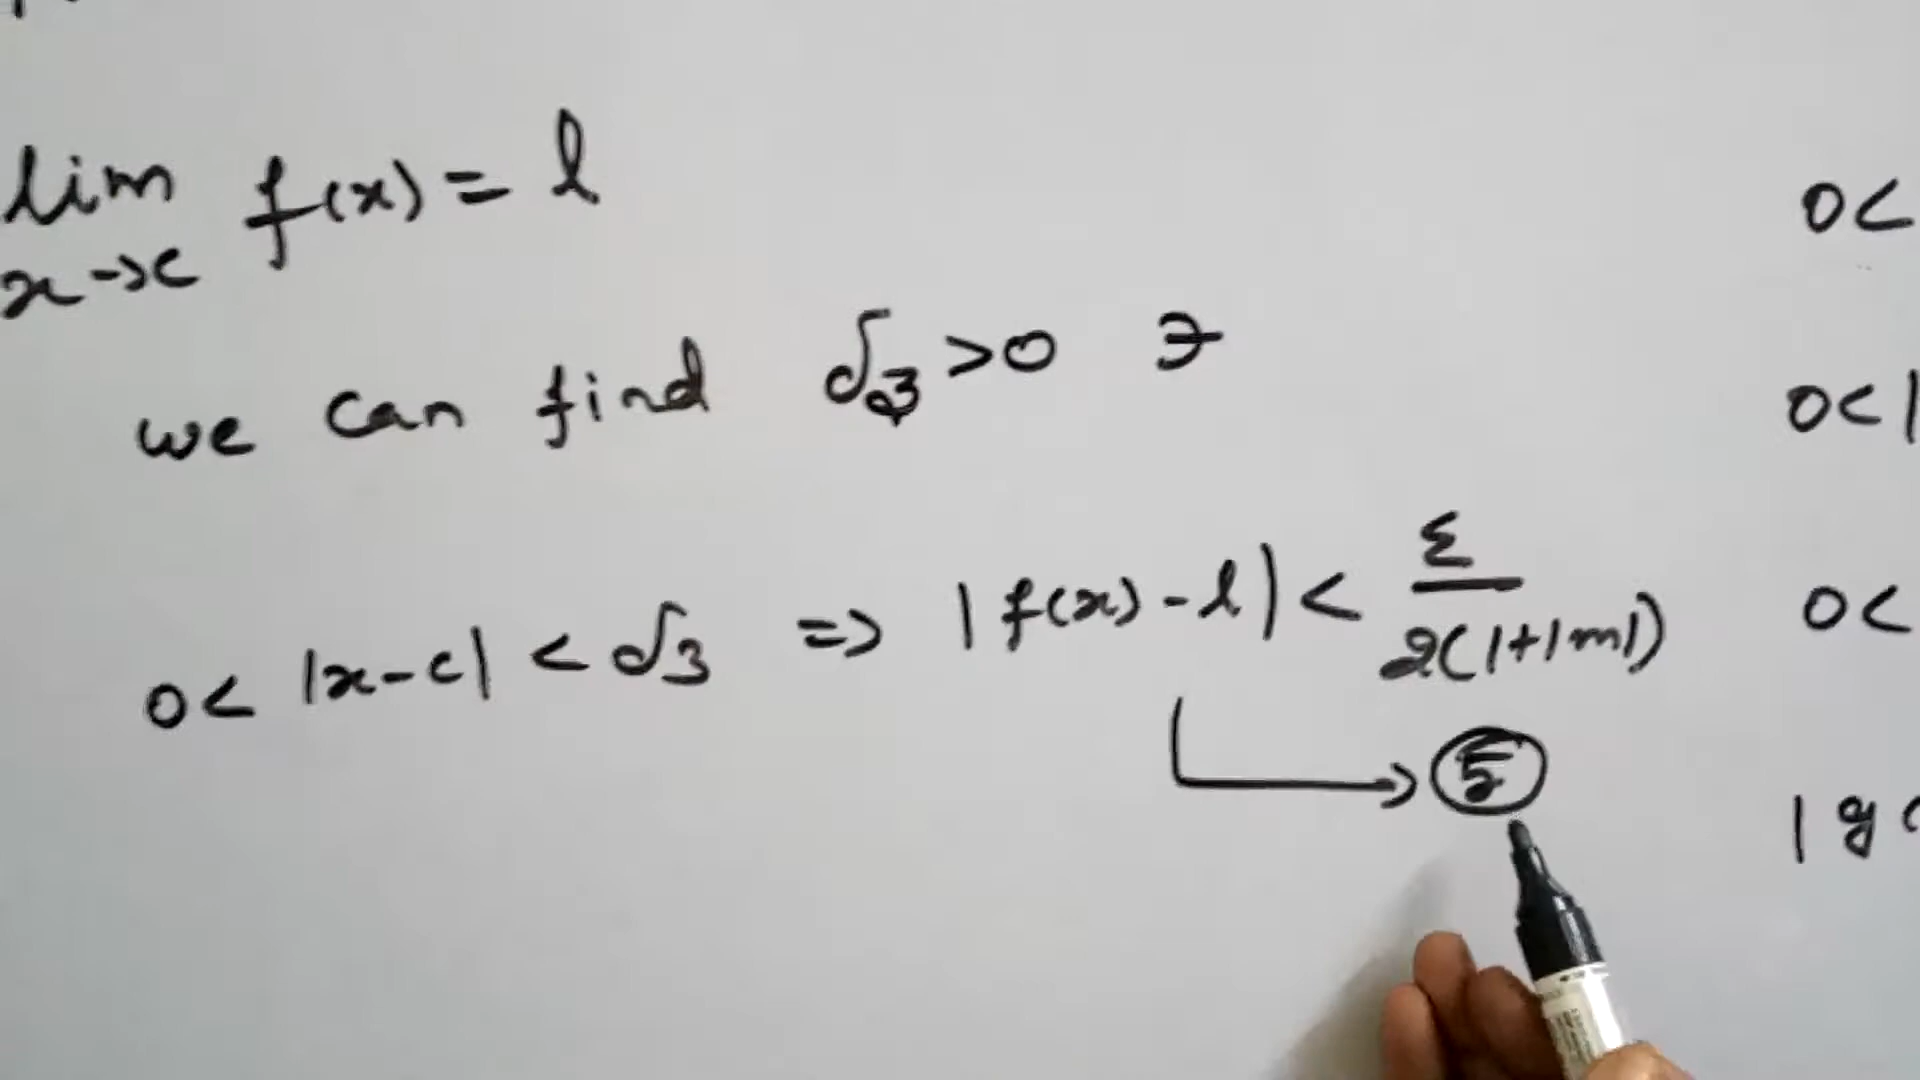 lim f(x) = l
x→c
we can find δ3 > 0 ∋
0 < |x-c| < δ3 ⇒ |f(x) - l| < ε/2(1+|m|)
5
0<
0<|
0<
|g(